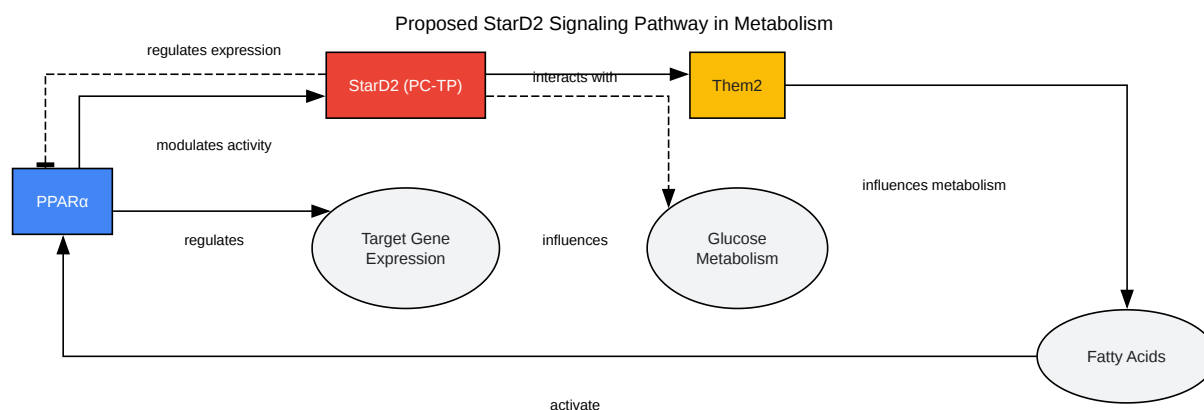 Proposed StarD2 Signaling Pathway in Metabolism
regulates expression
StarD2 (PC-TP)
interacts with
Them2
modulates activity
influences metabolism
PPARα
regulates
Target Gene
Expression
influences
Glucose
Metabolism
Fatty Acids
activate